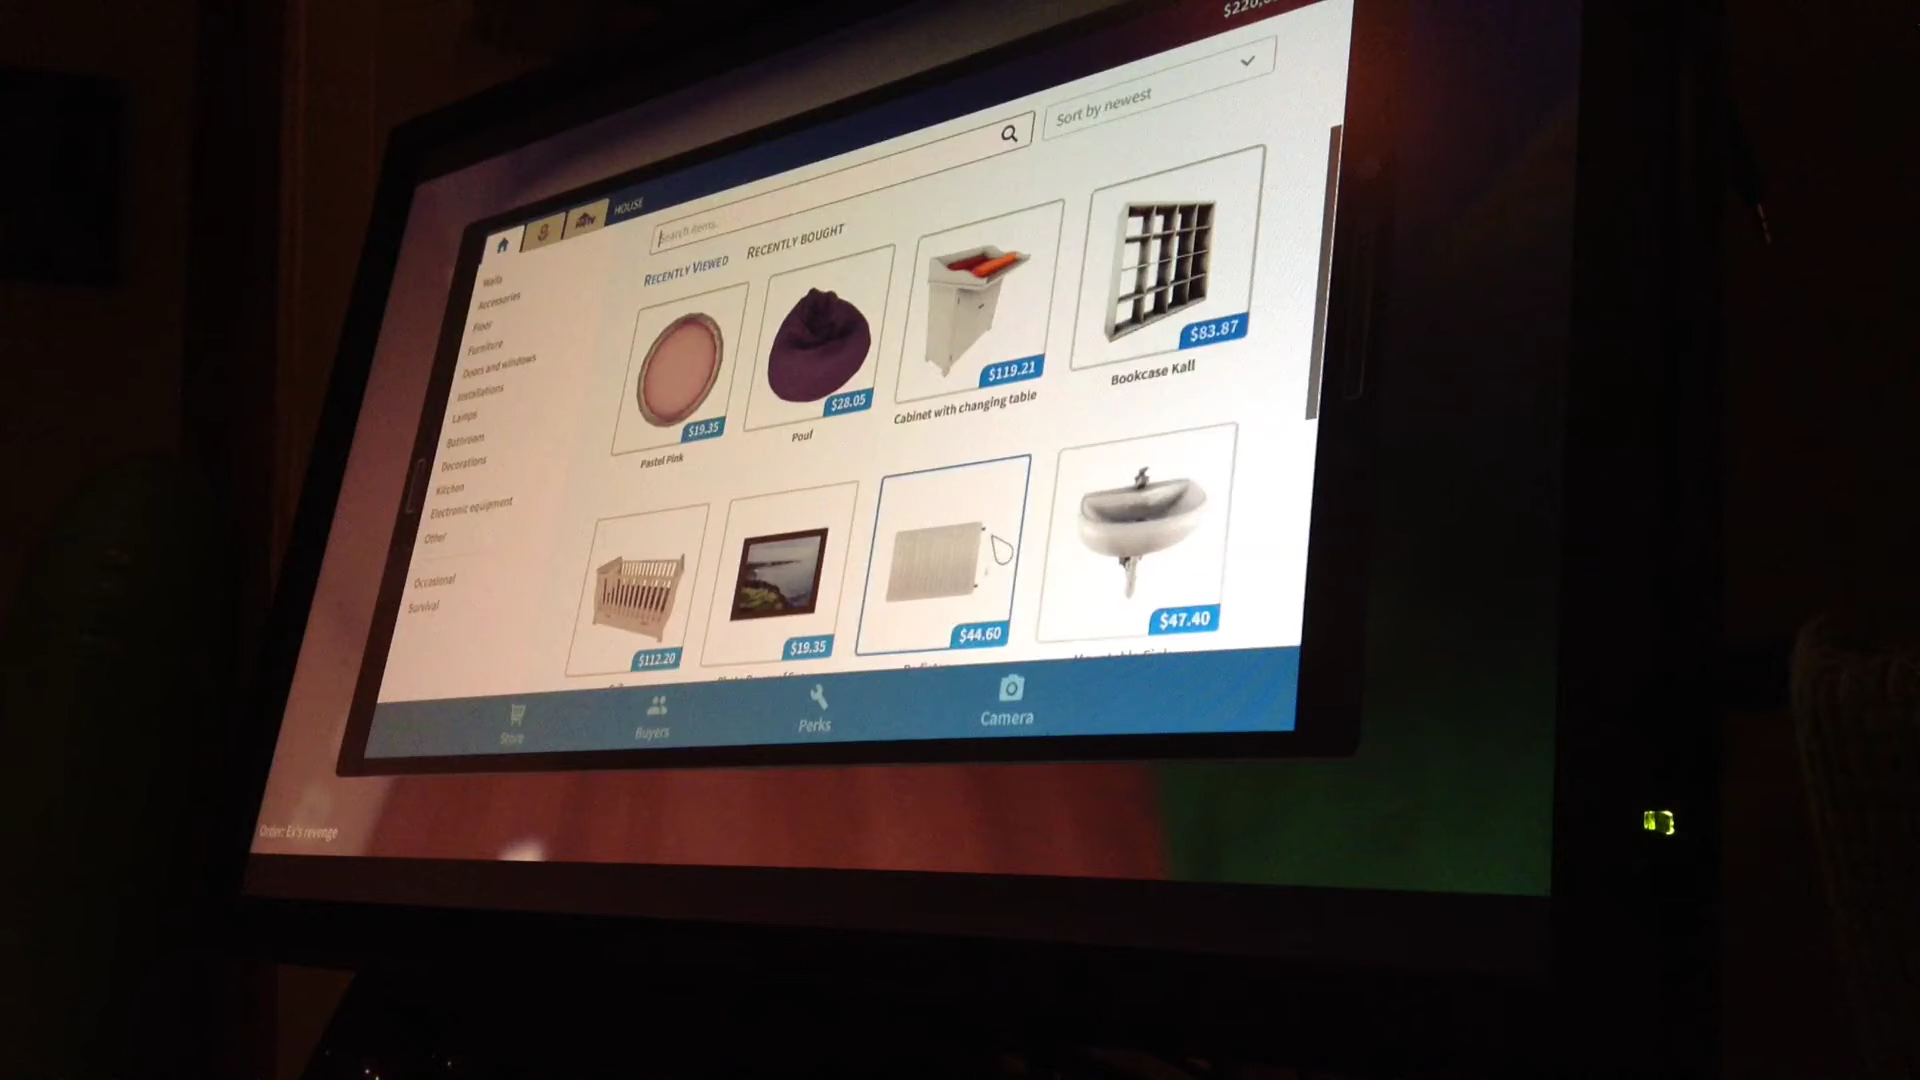 Sort by newest
HOUSE
Search items..
RECENTLY VIEWED
RECENTLY BOUGHT
Walls
Accessories
Floor
Furniture
Doors and windows
Installations
Lamps
Bathroom
Decorations
Kitchen
Electronic equipment
Other
Occasional
Survival
$19.35
Pastel Pink
$28.05
Pouf
$119.21
Cabinet with changing table
$83.87
Bookcase Kall
$112.20
$19.35
$44.60
$47.40
Store
Buyers
Perks
Camera
Order: Ex's revenge